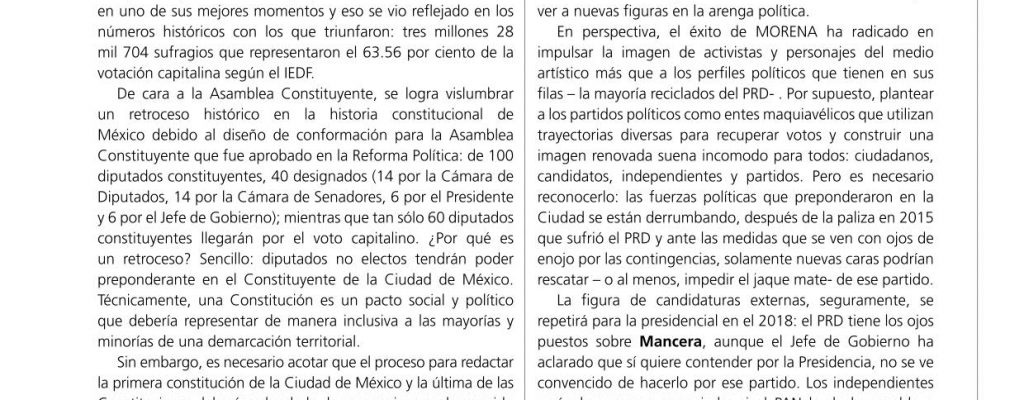 en uno de sus mejores momentos y eso se vio reflejado en los
números históricos con los que triunfaron: tres millones 28
mil 704 sufragios que representaron el 63.56 por ciento de la
votación capitalina según el IEDF.
De cara a la Asamblea Constituyente, se logra vislumbrar
un retroceso histórico en la historia constitucional de
México debido al diseño de conformación para la Asamblea
Constituyente que fue aprobado en la Reforma Política: de 100
diputados constituyentes, 40 designados (14 por la Cámara de
Diputados, 14 por la Cámara de Senadores, 6 por el Presidente
y 6 por el Jefe de Gobierno); mientras que tan sólo 60 diputados
constituyentes llegarán por el voto capitalino. ¿Por qué es
un retroceso? Sencillo: diputados no electos tendrán poder
preponderante en el Constituyente de la Ciudad de México.
Técnicamente, una Constitución es un pacto social y político
que debería representar de manera inclusiva a las mayorías y
minorías de una demarcación territorial.
Sin embargo, es necesario acotar que el proceso para redactar
la primera constitución de la Ciudad de México y la última de las
ver a nuevas figuras en la arenga política.
En perspectiva, el éxito de MORENA ha radicado en
impulsar la imagen de activistas y personajes del medio
artístico más que a los perfiles políticos que tienen en sus
filas – la mayoría reciclados del PRD- . Por supuesto, plantear
a los partidos políticos como entes maquiavélicos que utilizan
trayectorias diversas para recuperar votos y construir una
imagen renovada suena incomodo para todos: ciudadanos,
candidatos, independientes y partidos. Pero es necesario
reconocerlo: las fuerzas políticas que preponderaron en la
Ciudad se están derrumbando, después de la paliza en 2015
que sufrió el PRD y ante las medidas que se ven con ojos de
enojo por las contingencias, solamente nuevas caras podrían
rescatar – o al menos, impedir el jaque mate- de ese partido.
La figura de candidaturas externas, seguramente, se
repetirá para la presidencial en el 2018: el PRD tiene los ojos
puestos sobre Mancera, aunque el Jefe de Gobierno ha
aclarado que sí quiere contender por la Presidencia, no se ve
convencido de hacerlo por ese partido. Los independientes